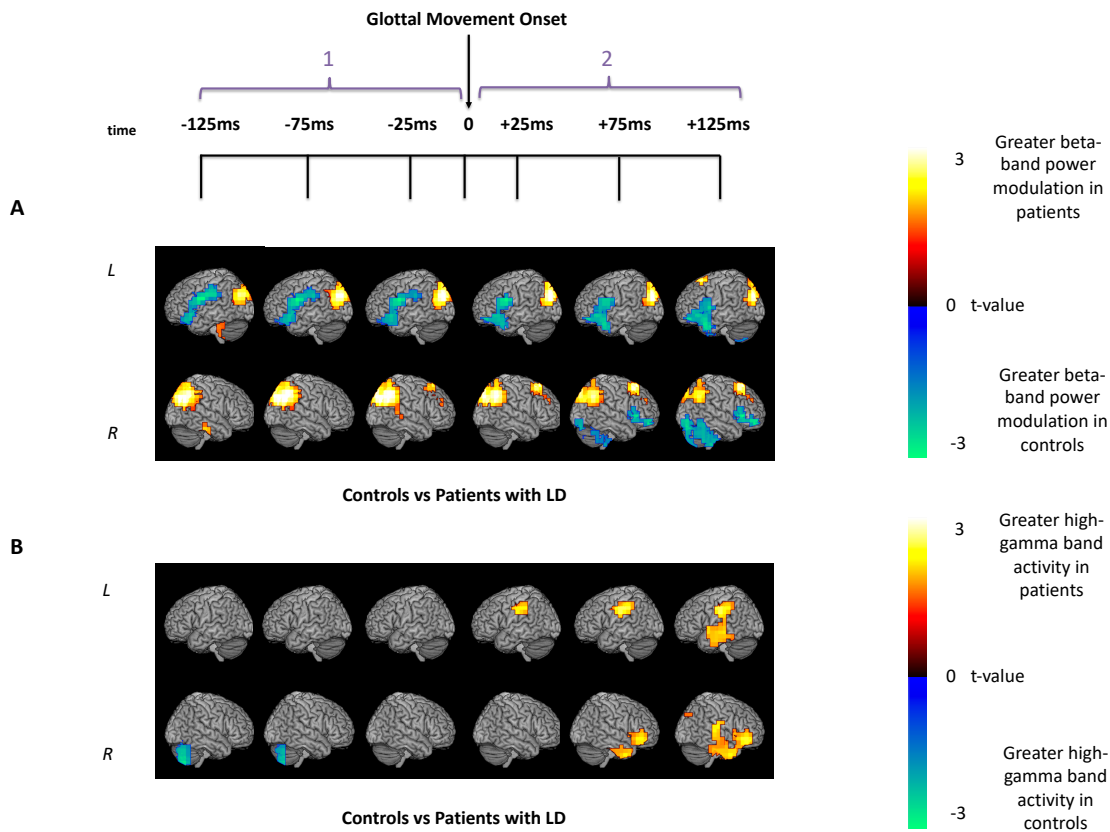 Glottal Movement Onset
1
2
time
-125ms
-75ms
-25ms
0
+25ms
+75ms
+125ms
A
L
R
Controls vs Patients with LD
3
Greater beta-
band power
modulation in
patients
0
t-value
Greater beta-
band power
modulation in
controls
-3
B
L
R
Controls vs Patients with LD
3
Greater high-
gamma band
activity in
patients
0
t-value
Greater high-
gamma band
activity in
controls
-3